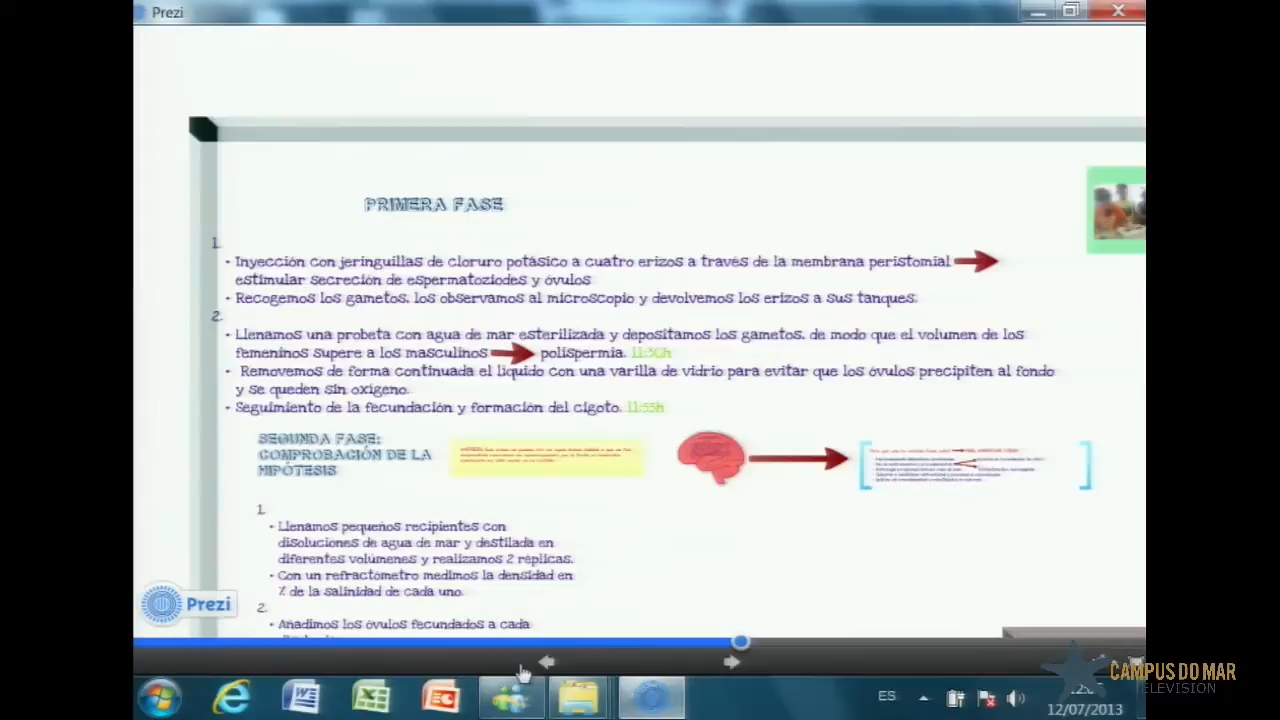 Prezi
PRIMERA FASE
1.
• Inyección con jeringuillas de cloruro potásico a cuatro erizos a través de la membrana peristomial
estimular secreción de espermatoziodes y óvulos
• Recogemos los gametos, los observamos al microscopio y devolvemos los erizos a sus tanques.
2.
• Llenamos una probeta con agua de mar esterilizada y depositamos los gametos, de modo que el volumen de los
femeninos supere a los masculinos polispermia. 11:30h
• Removemos de forma continuada el líquido con una varilla de vidrio para evitar que los óvulos precipiten al fondo
y se queden sin oxígeno.
• Seguimiento de la fecundación y formación del cigoto. 11:55h
SEGUNDA FASE:
COMPROBACIÓN DE LA
HIPÓTESIS
1.
• Llenamos pequeños recipientes con
disoluciones de agua de mar y destilada en
diferentes volúmenes y realizamos 2 réplicas.
• Con un refractómetro medimos la densidad en
% de la salinidad de cada uno.
2.
• Añadimos los óvulos fecundados a cada
Prezi
ES
12/07/2013
CAMPUS DO MAR
TELEVISION